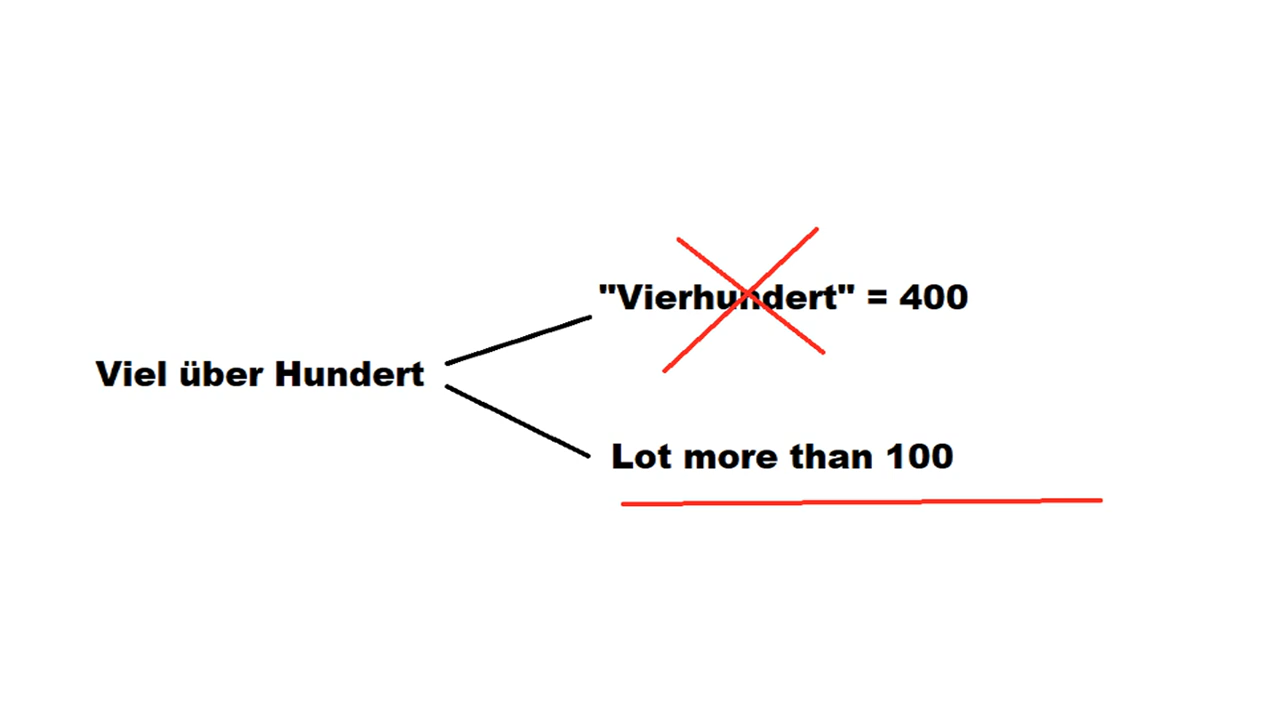 "Vierhundert" = 400
Viel über Hundert
Lot more than 100